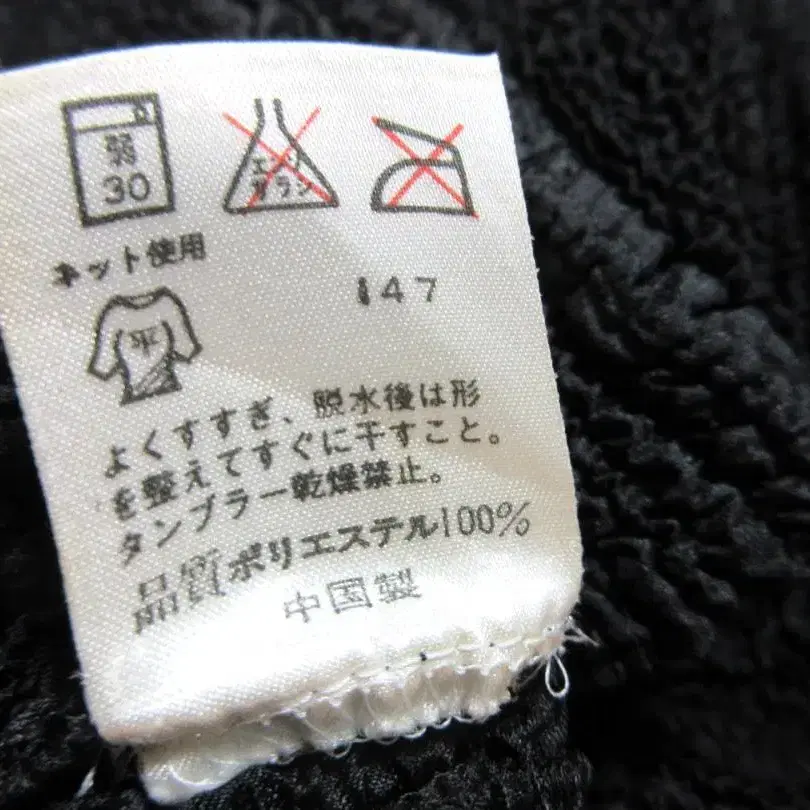 弱
30
エンソ
サラシ
ネット使用
147
平
よくすすぎ、脱水後は形
を整えてすぐに干すこと。
タンブラー乾燥禁止。
品質ポリエステル100%
中国製